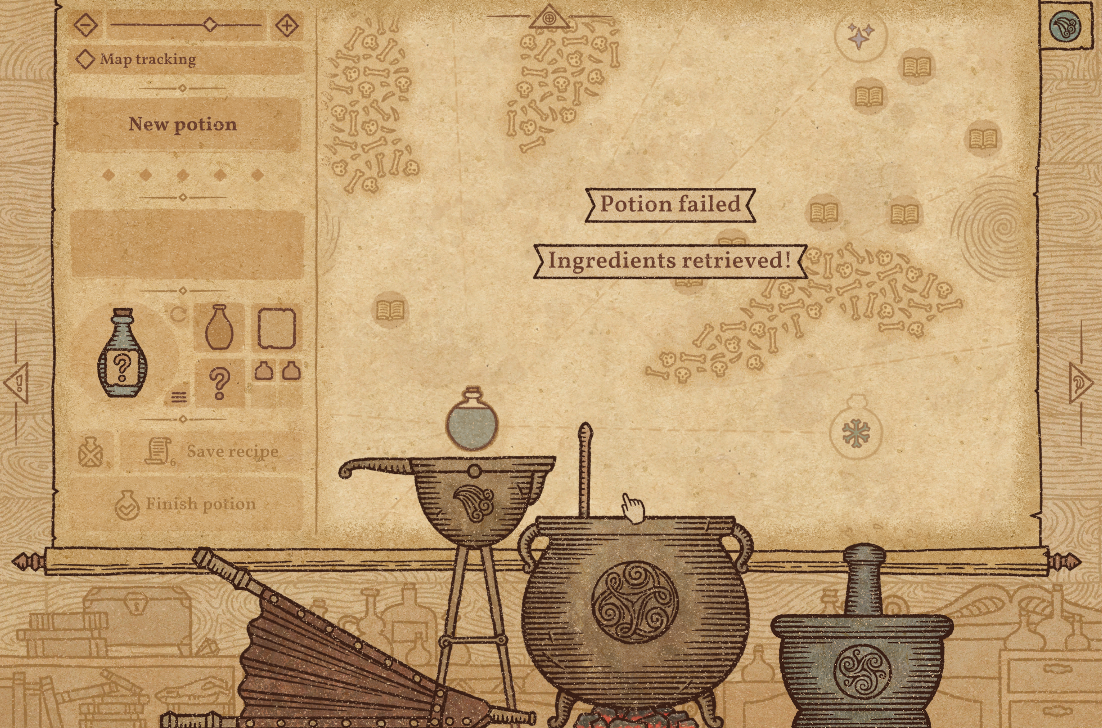 Map tracking
New potion
Potion failed
Ingredients retrieved!
Save recipe
Finish potion